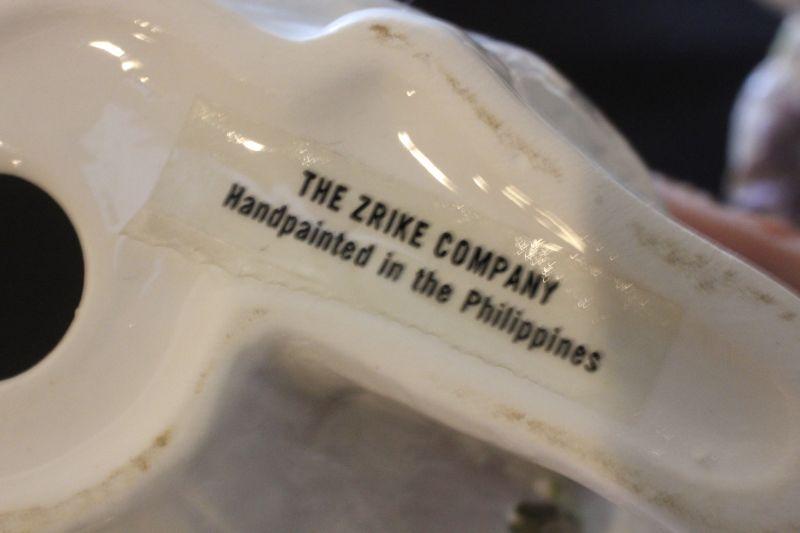 THE ZRIKE COMPANY
Handpainted in the Philippines